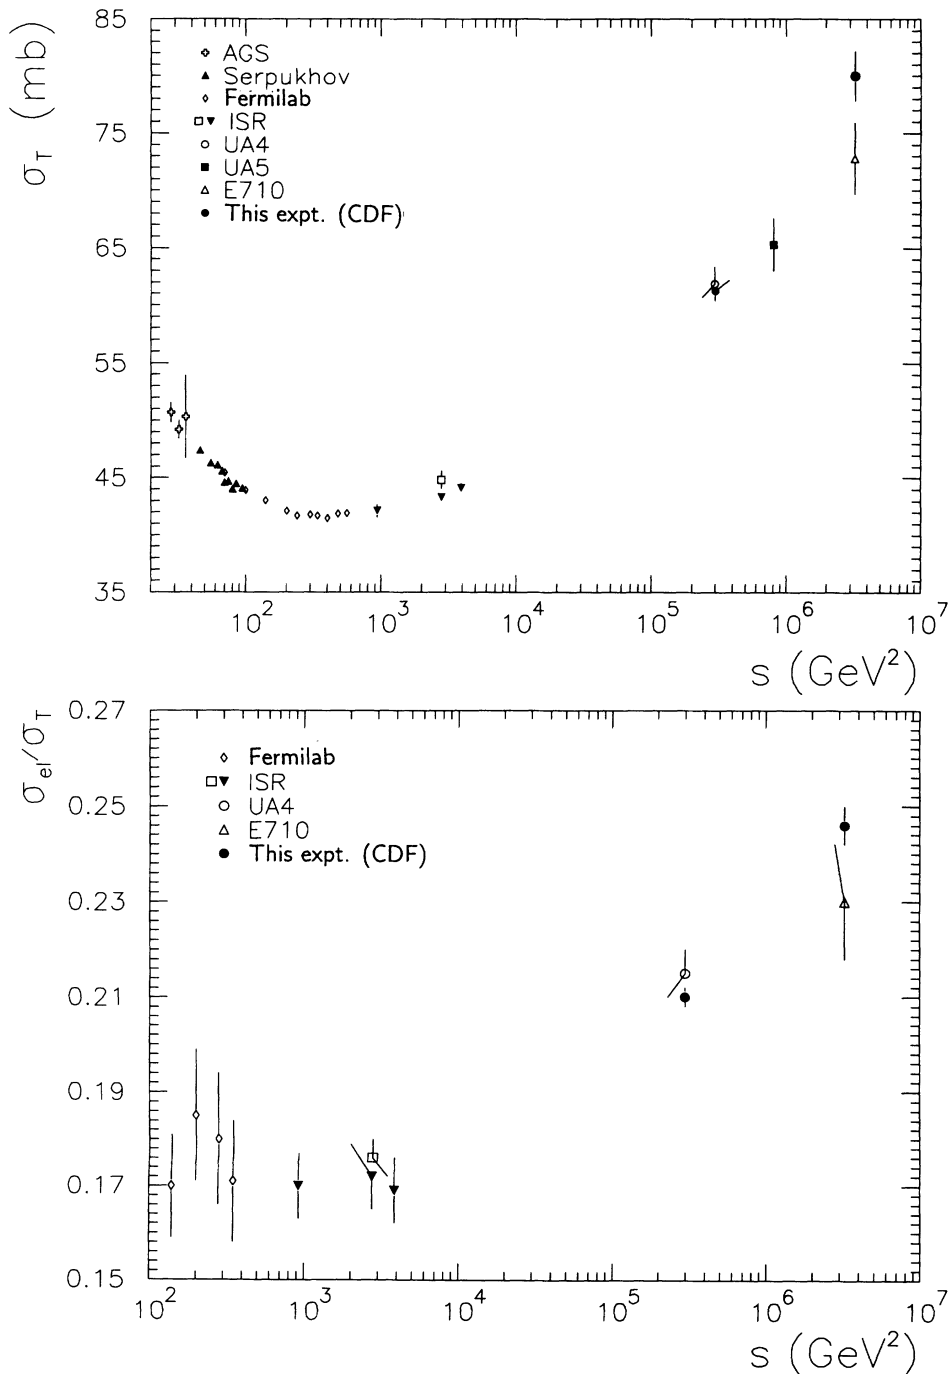 σ_T (mb)
85
75
65
55
45
35
AGS
Serpukhov
Fermilab
ISR
UA4
UA5
E710
This expt. (CDF)
10^2
10^3
10^4
10^5
10^6
10^7
s (GeV^2)
σ_el/σ_T
0.27
0.25
0.23
0.21
0.19
0.17
0.15
Fermilab
ISR
UA4
E710
This expt. (CDF)
10^2
10^3
10^4
10^5
10^6
10^7
s (GeV^2)